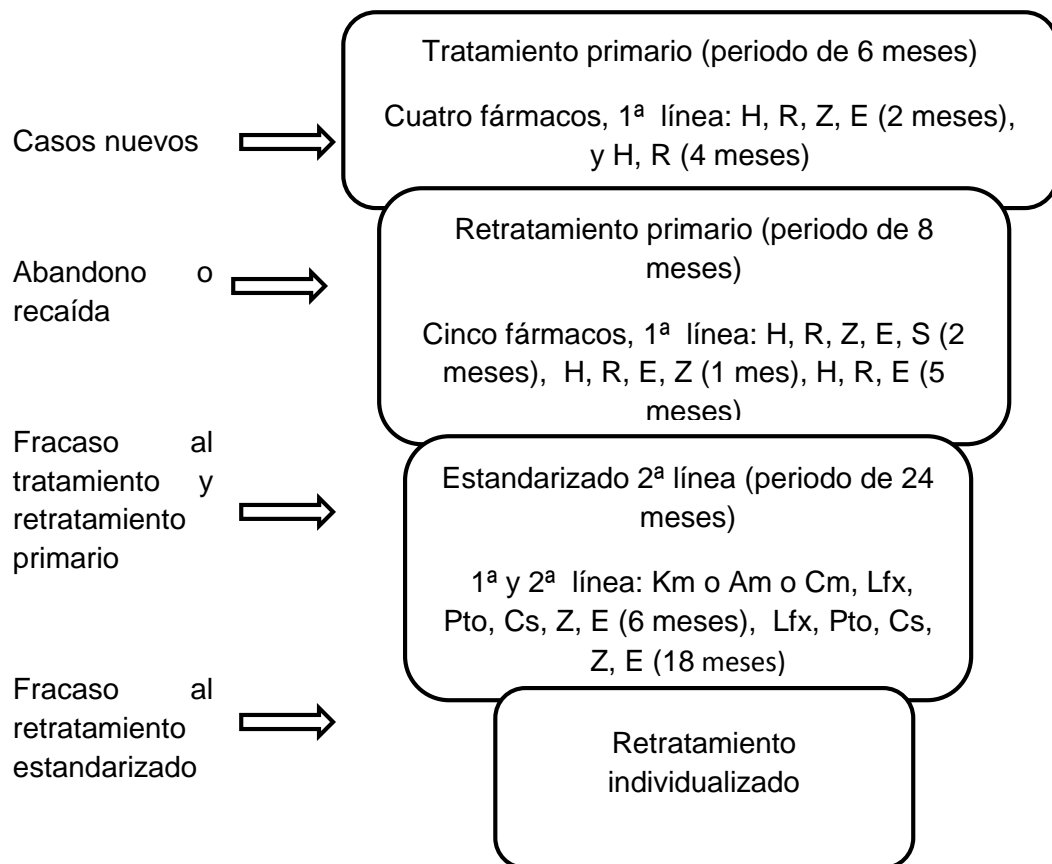 Tratamiento primario (periodo de 6 meses)
Cuatro fármacos, 1ª línea: H, R, Z, E (2 meses),
y H, R (4 meses)
Casos nuevos
Retratamiento primario (periodo de 8
meses)
Cinco fármacos, 1ª línea: H, R, Z, E, S (2
meses), H, R, E, Z (1 mes), H, R, E (5
meses)
Abandono o
recaída
Estandarizado 2ª línea (periodo de 24
meses)
1ª y 2ª línea: Km o Am o Cm, Lfx,
Pto, Cs, Z, E (6 meses), Lfx, Pto, Cs,
Z, E (18 meses)
Fracaso al
tratamiento y
retratamiento
primario
Retratamiento
individualizado
Fracaso al
retratamiento
estandarizado